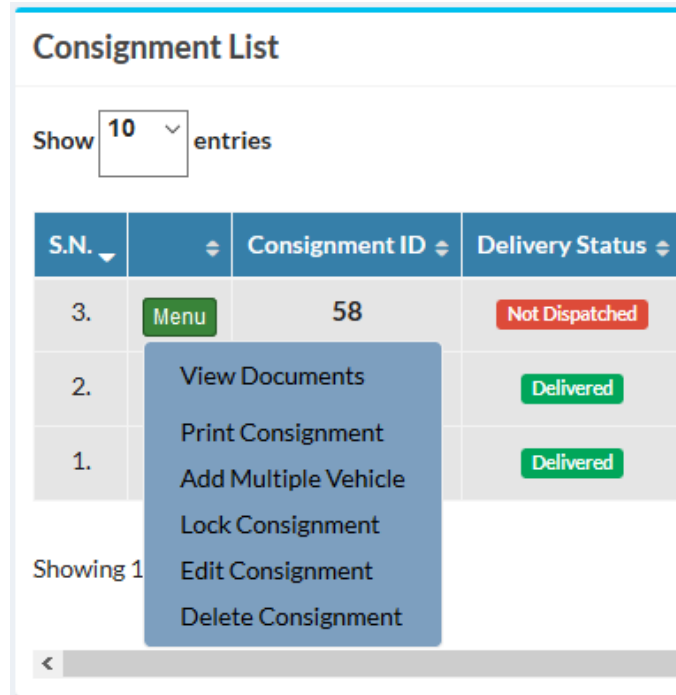 Consignment List
Show 10 entries
S.N. Consignment ID Delivery Status
3. Menu 58 Not Dispatched
View Documents
2. Delivered
Print Consignment
1. Delivered
Add Multiple Vehicle
Lock Consignment
Showing 1
Edit Consignment
Delete Consignment